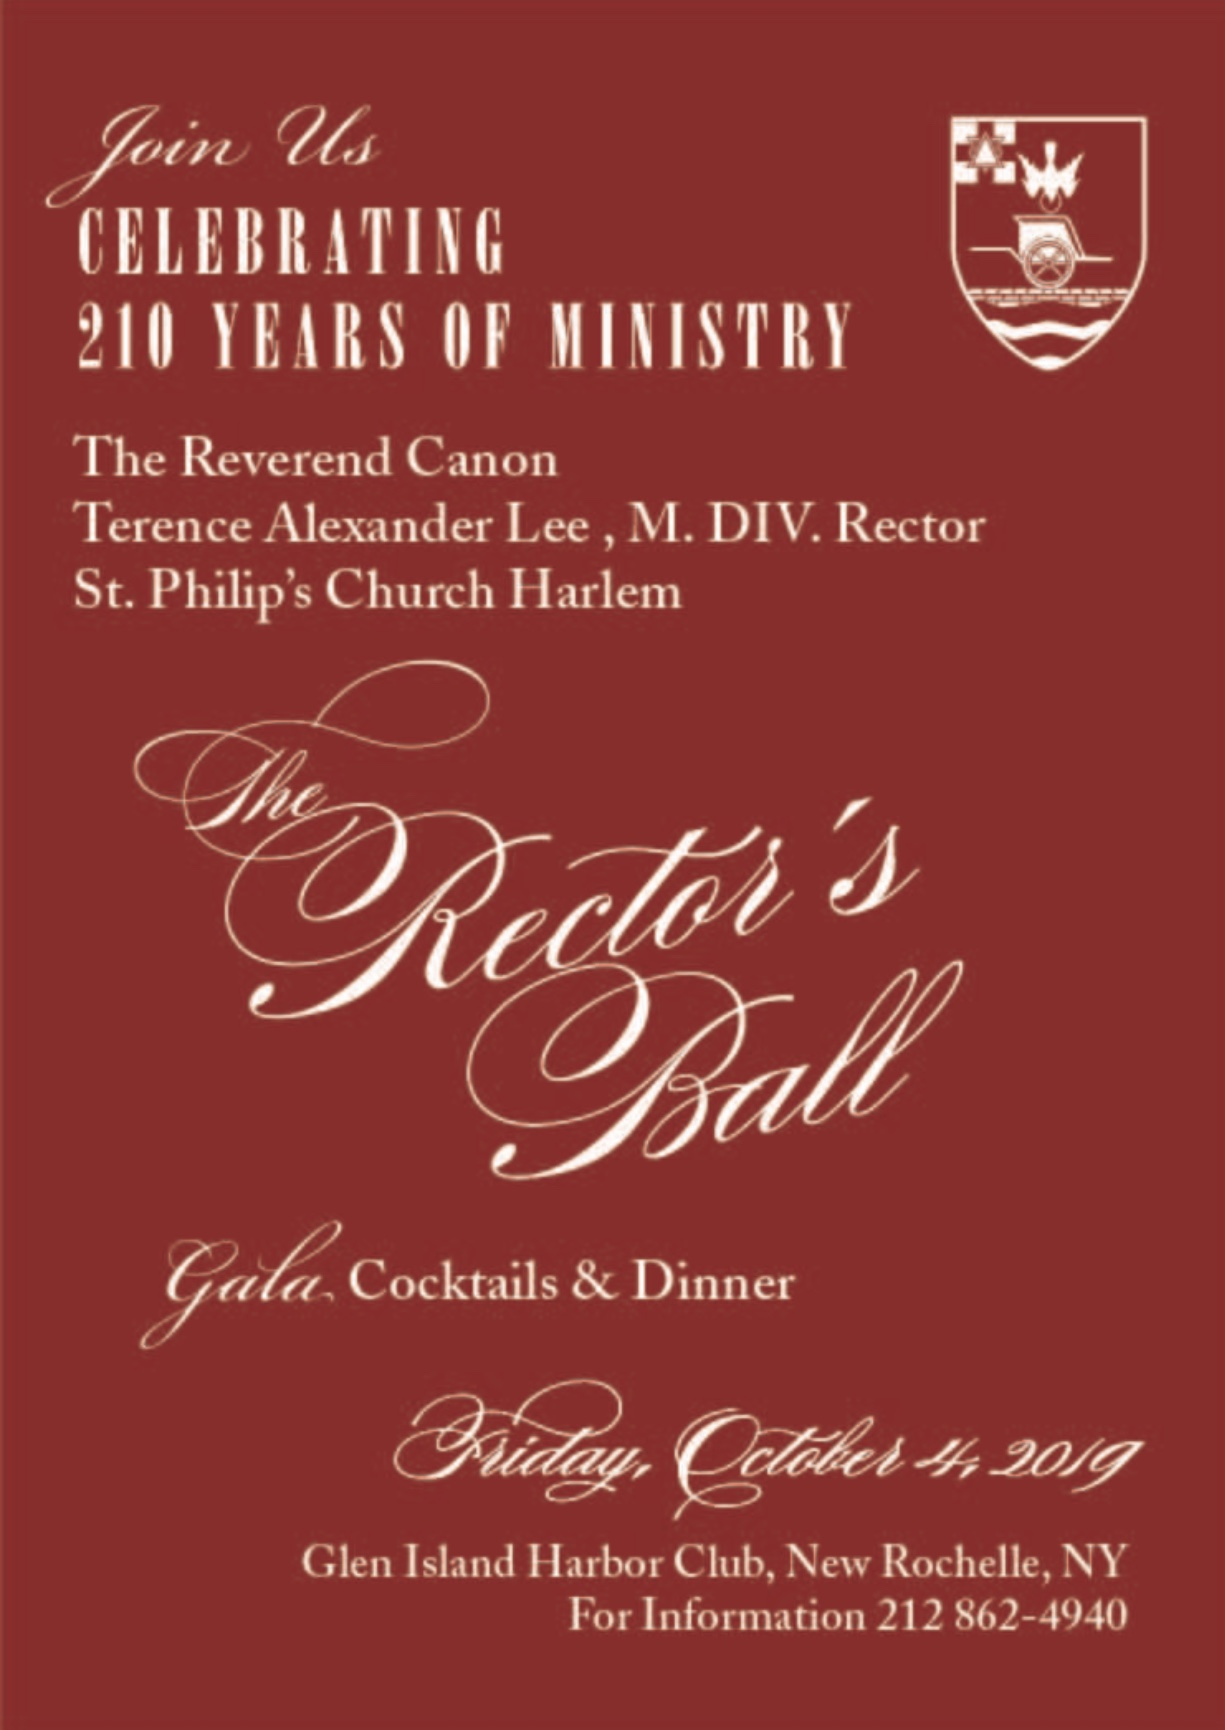 Join Us
CELEBRATING
210 YEARS OF MINISTRY
The Reverend Canon
Terence Alexander Lee , M. DIV. Rector
St. Philip’s Church Harlem
The
Rector's
Ball
Gala Cocktails & Dinner
Friday, October 4, 2019
Glen Island Harbor Club, New Rochelle, NY
For Information 212 862-4940